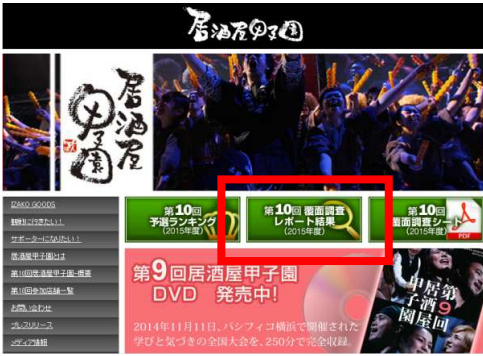 居酒屋甲子園
居酒屋
甲子園
IZAKO GOODS
観戦に行きたい！
サポーターになりたい！
居酒屋甲子園とは
第10回居酒屋甲子園-概要
第10回参加店舗一覧
お問い合わせ
プレスリリース
メディア情報
第10回
予選ランキング
(2015年度)
第10回 覆面調査
レポート結果
(2015年度)
第10回
覆面調査シート
(2015年度)
PDF
第9回居酒屋甲子園
DVD 発売中!
2014年11月11日、パシフィコ横浜で開催された
学びと気づきの全国大会を、250分で完全収録。
第9回
居酒屋
甲子園